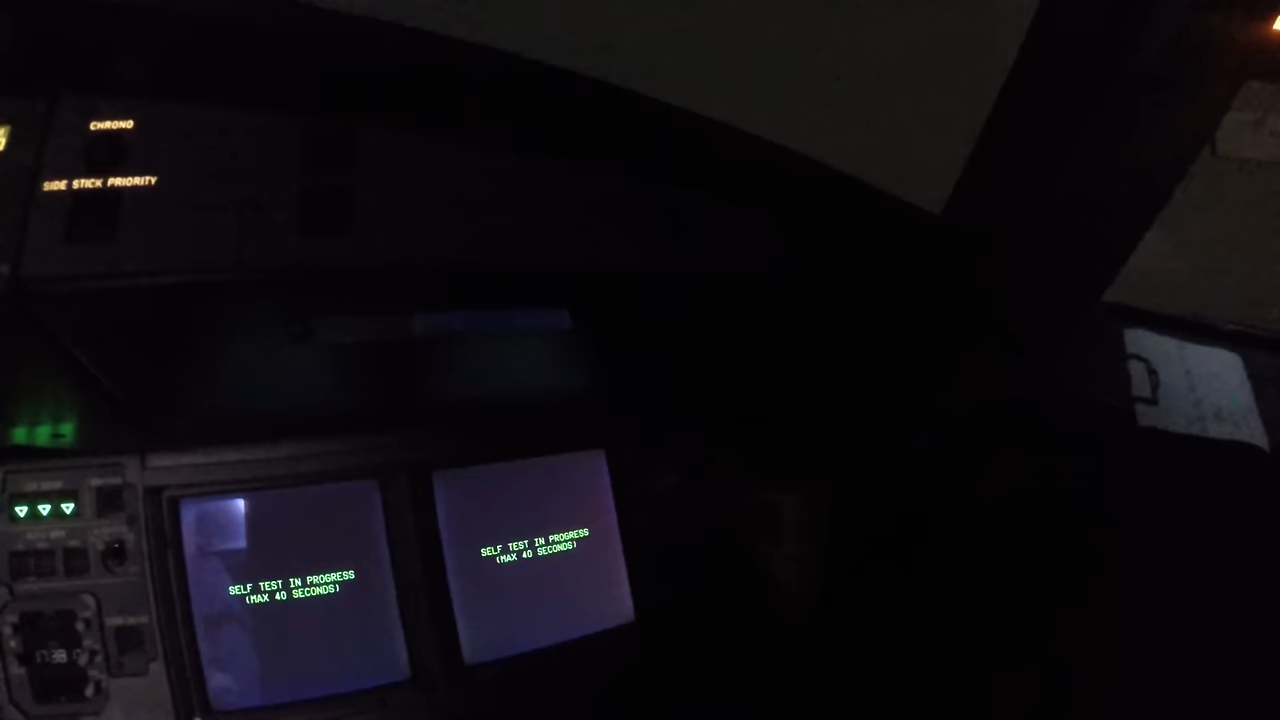 CHRONO
SIDE STICK PRIORITY
SELF TEST IN PROGRESS
(MAX 40 SECONDS)
SELF TEST IN PROGRESS
(MAX 40 SECONDS)